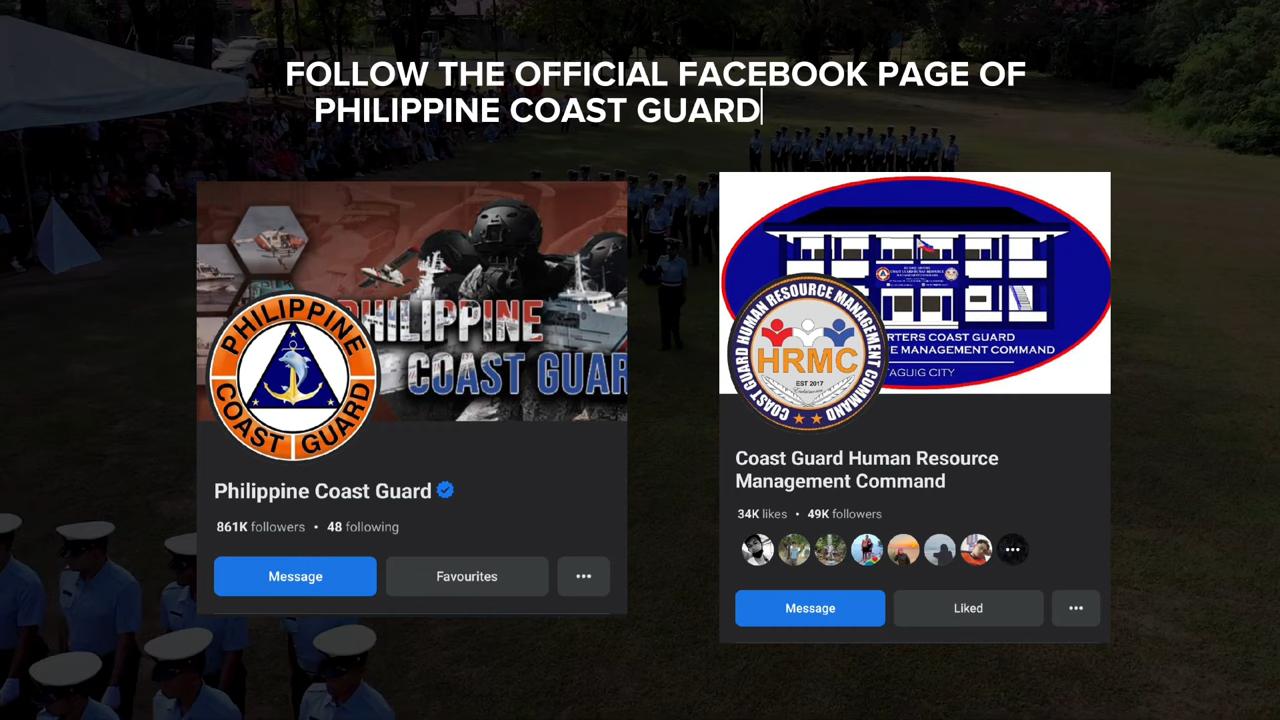 FOLLOW THE OFFICIAL FACEBOOK PAGE OF
PHILIPPINE COAST GUARD
PHILIPPINE
COAST GUAR
PHILIPPINE
COAST GUARD
Philippine Coast Guard
861K followers • 48 following
Message
Favourites
RTERS COAST GUARD
E MANAGEMENT COMMAND
TAGUIG CITY
COAST GUARD HUMAN RESOURCE MANAGEMENT COMMAND
HRMC
EST 2017
Coast Guard Human Resource
Management Command
34K likes • 49K followers
Message
Liked